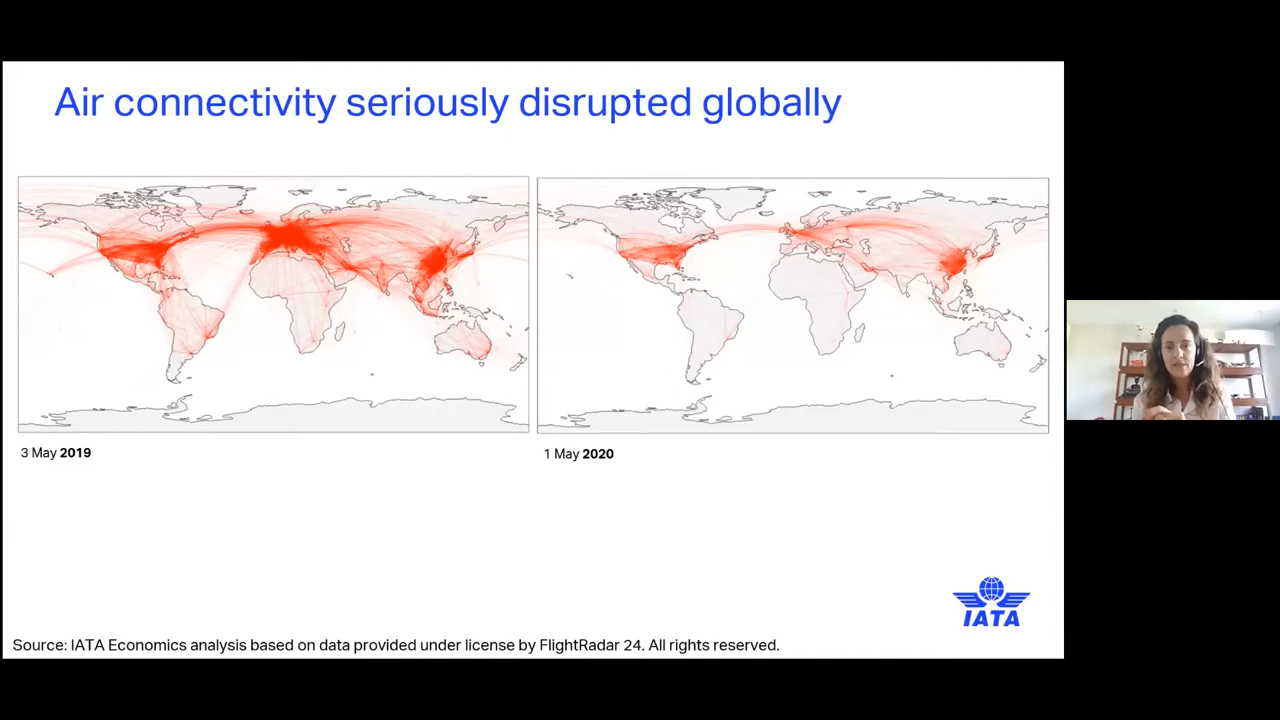 Air connectivity seriously disrupted globally
3 May 2019
1 May 2020
IATA
Source: IATA Economics analysis based on data provided under license by FlightRadar 24. All rights reserved.